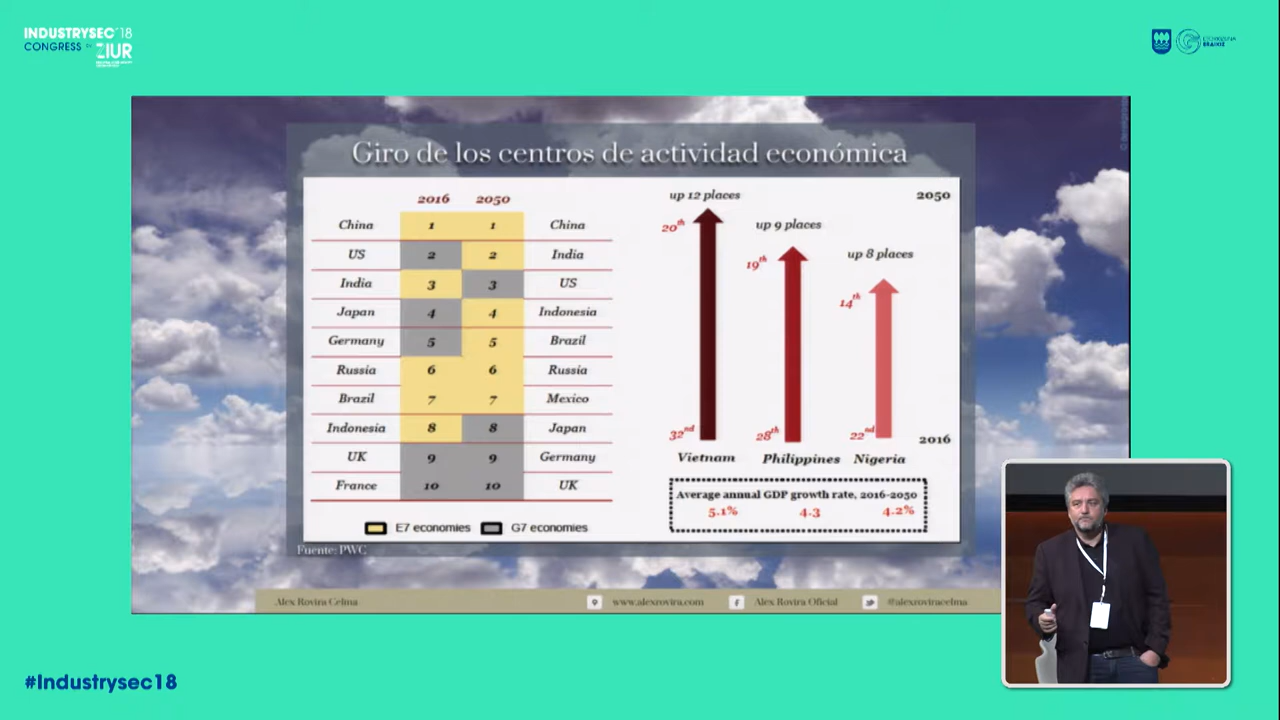 INDUSTRYSEC'18
CONGRESS BY ZIUR
Giro de los centros de actividad económica
2016 2050
China 1 1 China
US 2 2 India
India 3 3 US
Japan 4 4 Indonesia
Germany 5 5 Brazil
Russia 6 6 Russia
Brazil 7 7 Mexico
Indonesia 8 8 Japan
UK 9 9 Germany
France 10 10 UK
E7 economies G7 economies
up 12 places
20th
up 9 places
19th
up 8 places
14th
2050
32nd
28th
22nd
2016
Vietnam Philippines Nigeria
Average annual GDP growth rate, 2016-2050
5.1% 4.3 4.2%
Fuente: PWC
Alex Rovira Celma
www.alexrovira.com
Alex Rovira Oficial
@alexroviracelma
#Industrysec18